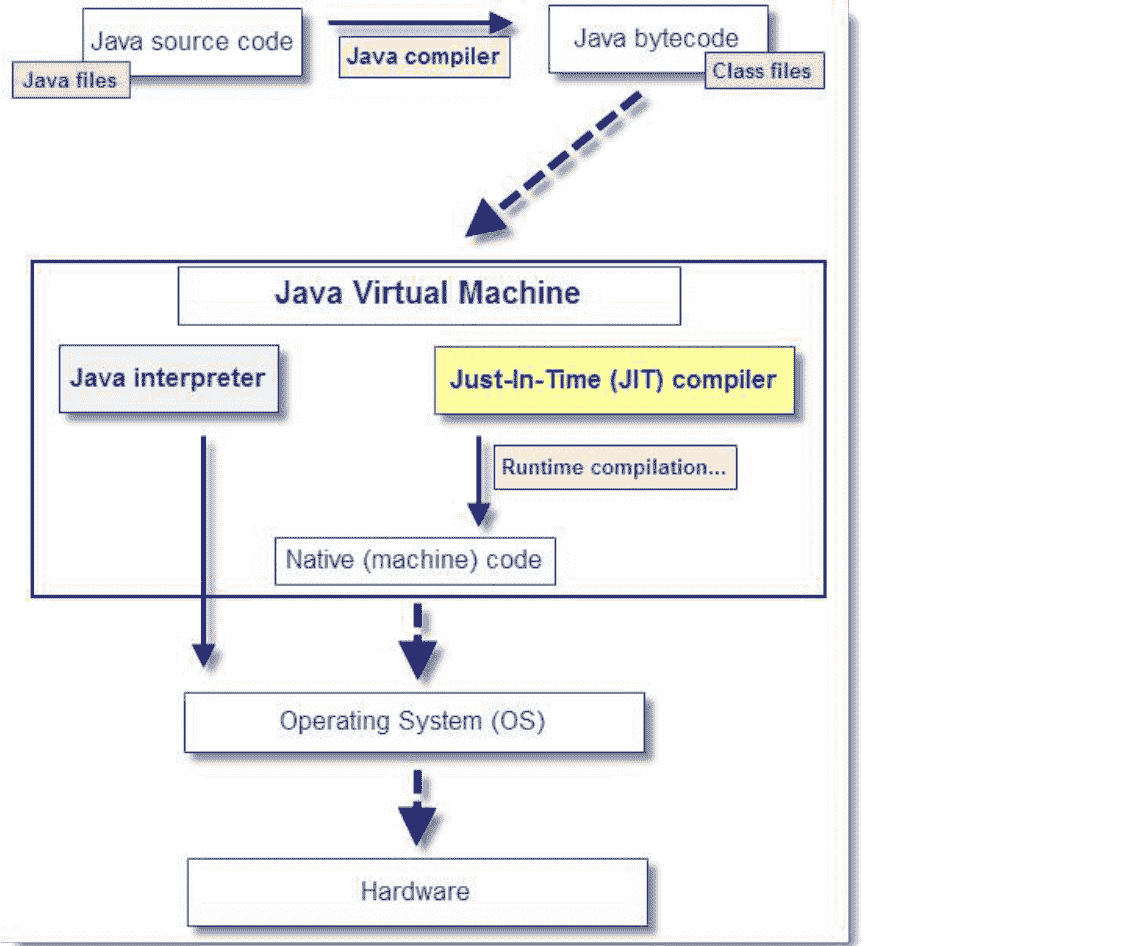 Java source code
Java files
Java compiler
Java bytecode
Class files
Java Virtual Machine
Java interpreter
Just-In-Time (JIT) compiler
Runtime compilation...
Native (machine) code
Operating System (OS)
Hardware